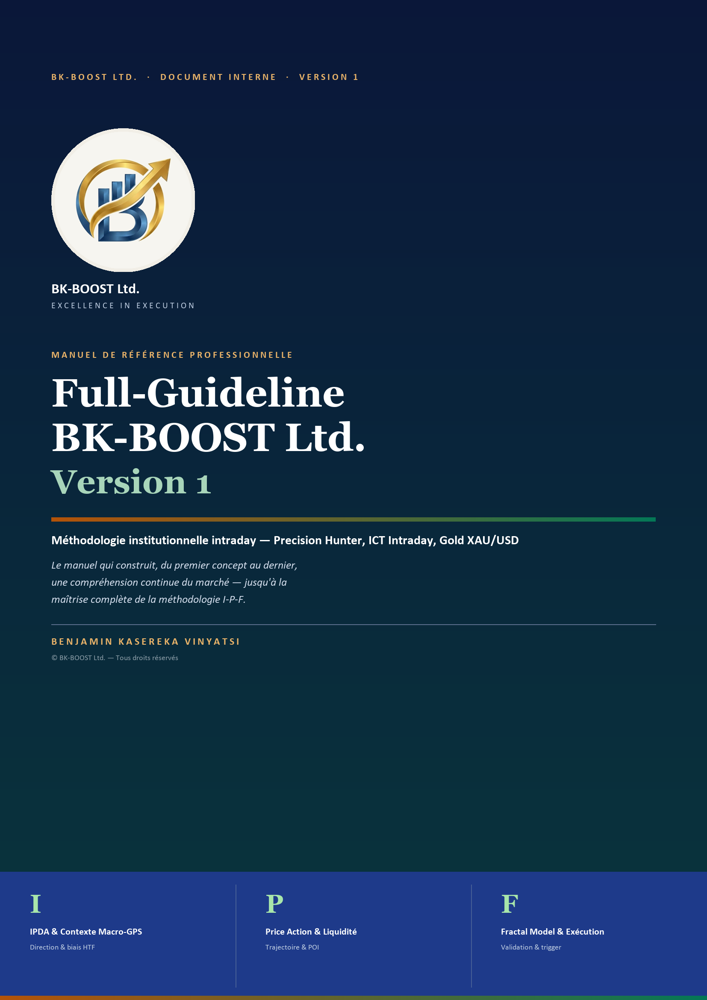 BK-BOOST LTD. · DOCUMENT INTERNE · VERSION 1
BK-BOOST Ltd.
EXCELLENCE IN EXECUTION
MANUEL DE RÉFÉRENCE PROFESSIONNELLE
Full-Guideline
BK-BOOST Ltd.
Version 1
Méthodologie institutionnelle intraday — Precision Hunter, ICT Intraday, Gold XAU/USD
Le manuel qui construit, du premier concept au dernier,
une compréhension continue du marché — jusqu'à la
maîtrise complète de la méthodologie I-P-F.
BENJAMIN KASEREKA VINYATSI
© BK-BOOST Ltd. — Tous droits réservés
I
IPDA & Contexte Macro-GPS
Direction & biais HTF
P
Price Action & Liquidité
Trajectoire & POI
F
Fractal Model & Exécution
Validation & trigger